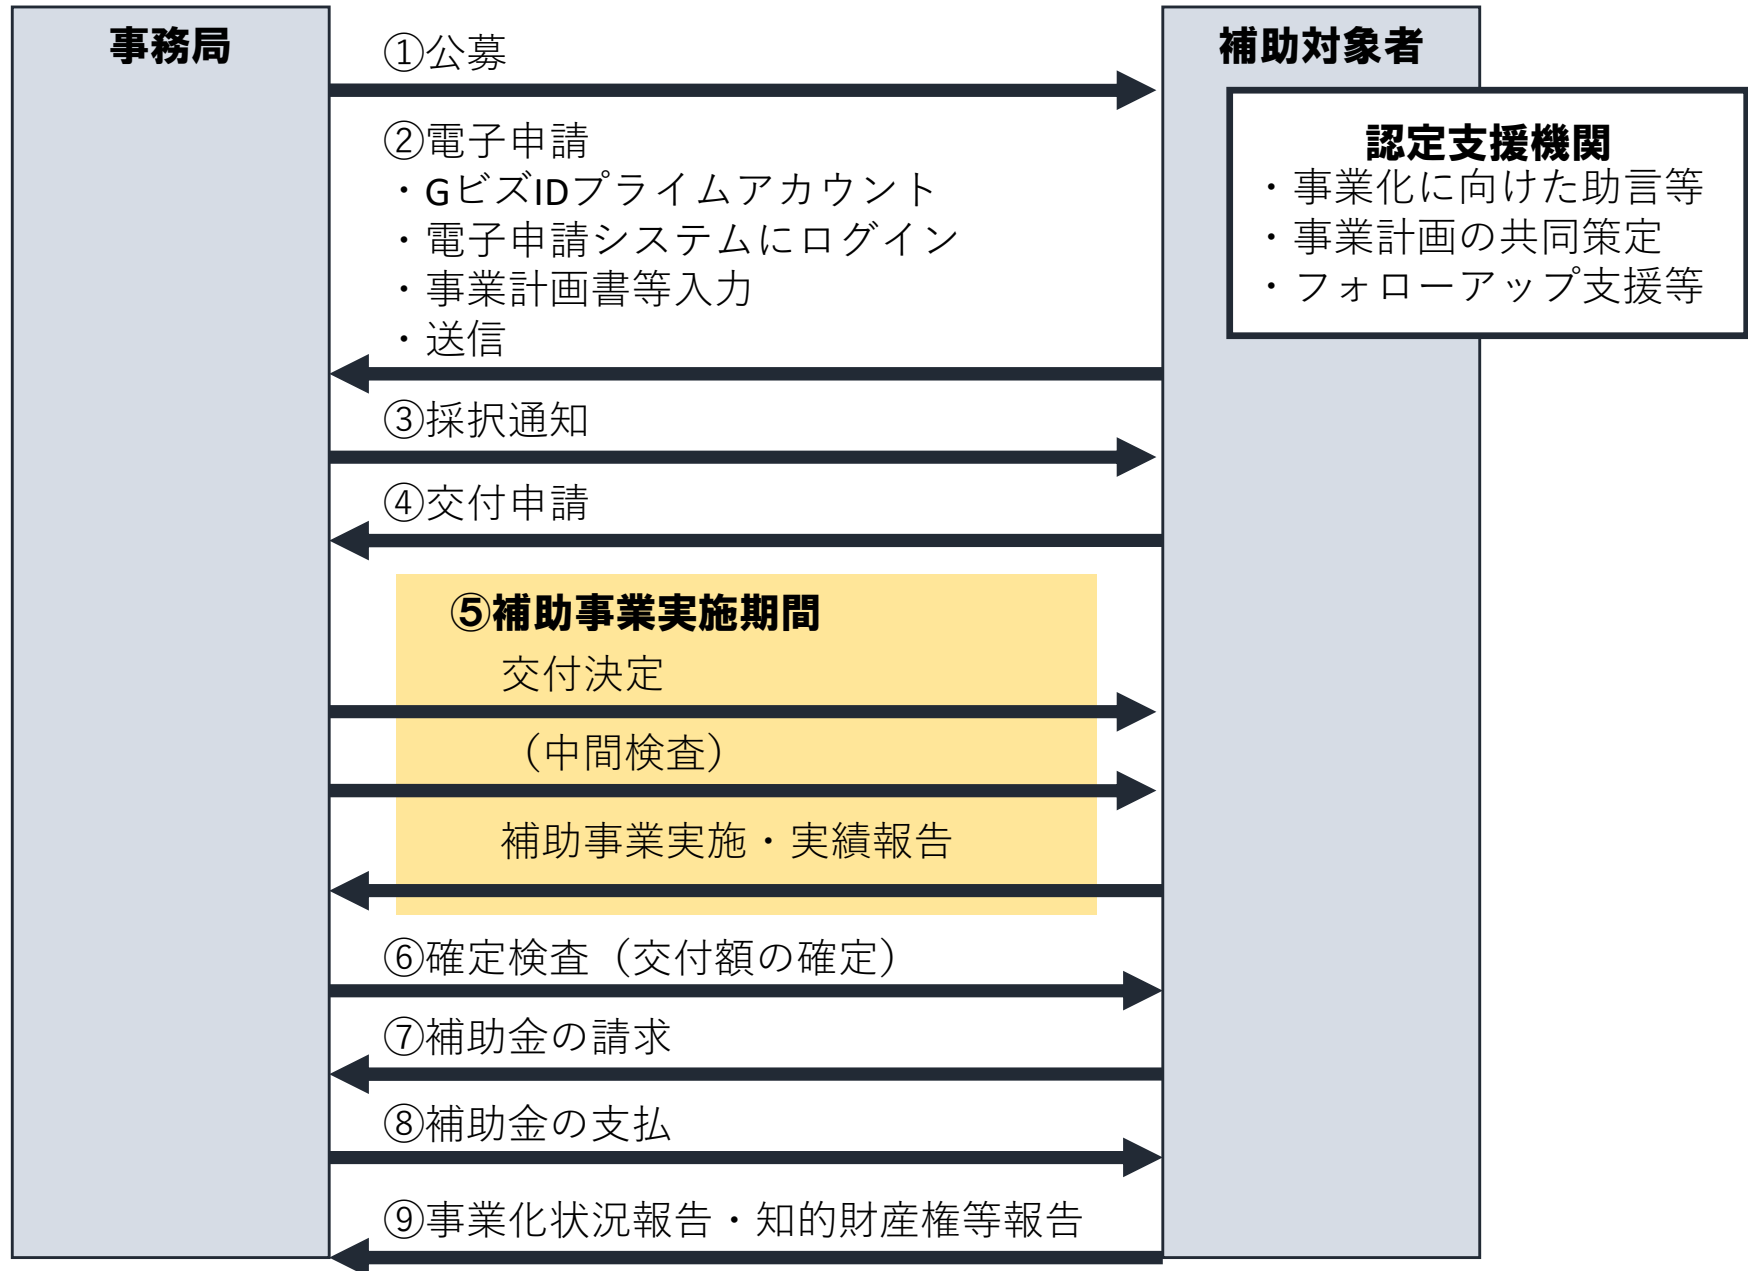 事務局
補助対象者
①公募
認定支援機関
・事業化に向けた助言等
・事業計画の共同策定
・フォローアップ支援等
②電子申請
・GビズIDプライムアカウント
・電子申請システムにログイン
・事業計画書等入力
・送信
③採択通知
④交付申請
⑤補助事業実施期間
交付決定
（中間検査）
補助事業実施・実績報告
⑥確定検査（交付額の確定）
⑦補助金の請求
⑧補助金の支払
⑨事業化状況報告・知的財産権等報告